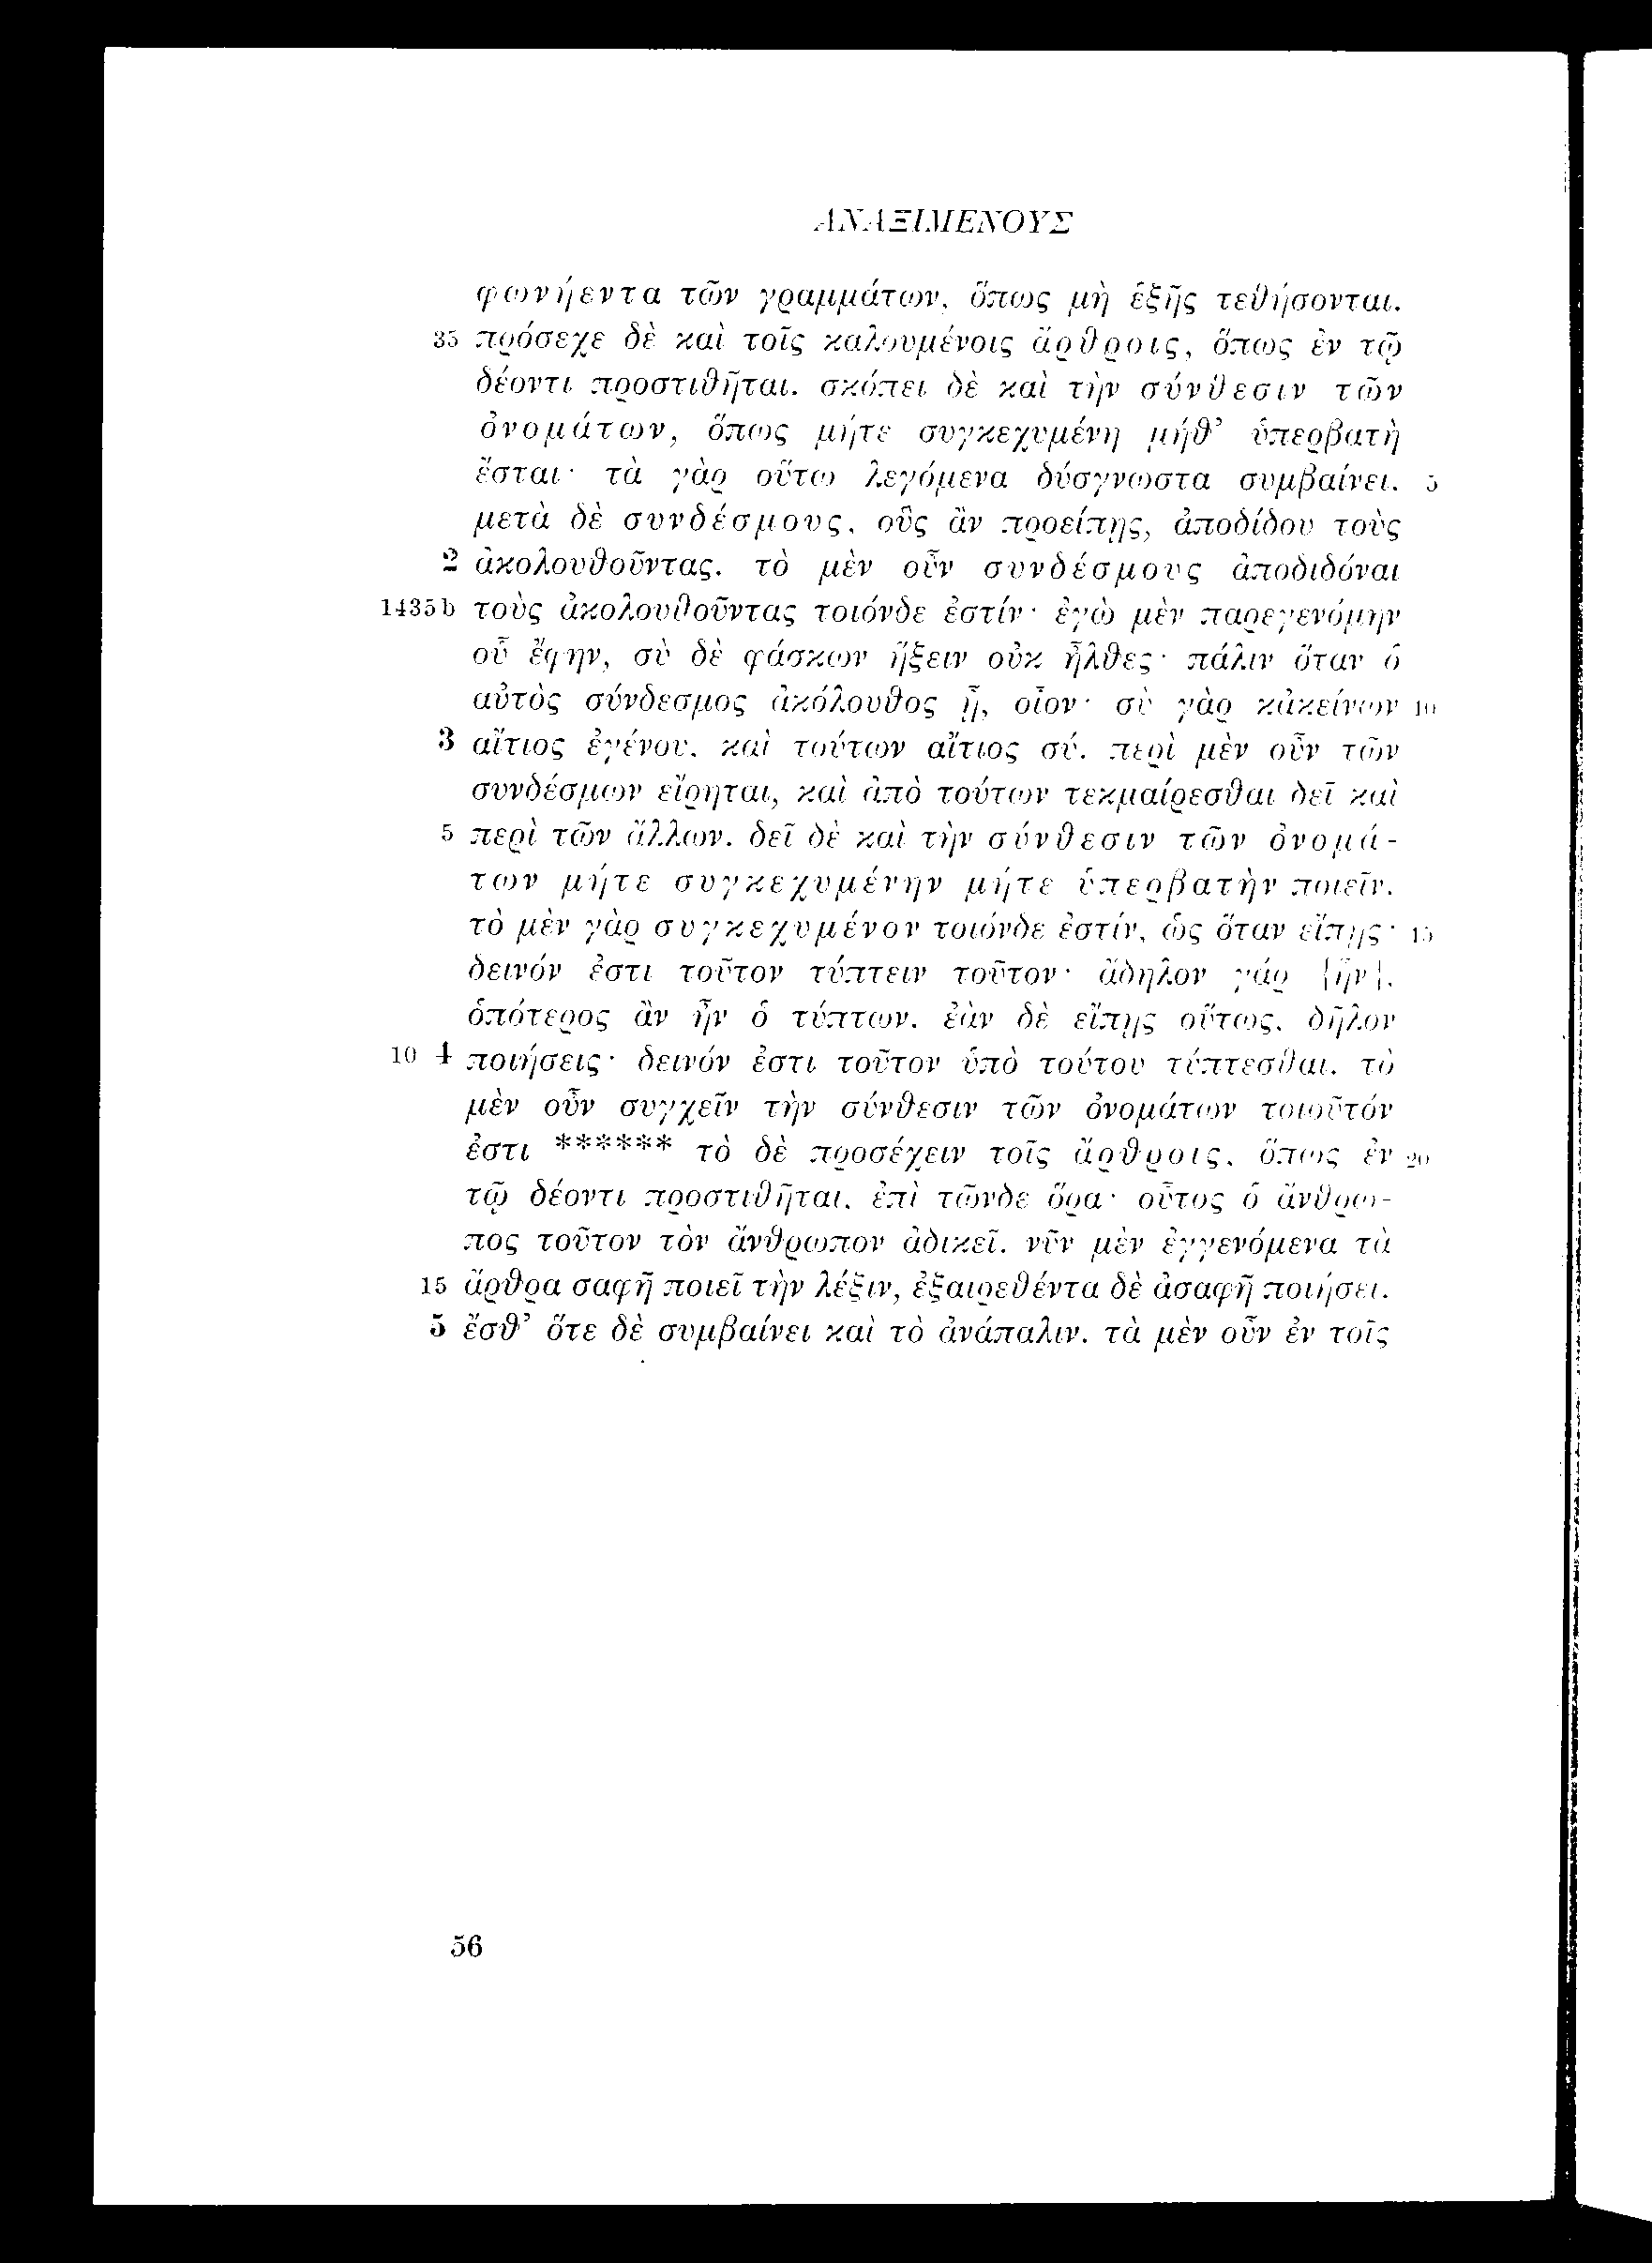 ΑΝΑΞΙΜΕΝΟΥΣ
φωνήεντα τῶν γραμμάτων, ὅπως μὴ ἑξῆς τεθήσονται.
35 πρόσεχε δὲ καὶ τοῖς καλουμένοις ἄρθροις, ὅπως ἐν τῷ
δέοντι προστιθῆται. σκόπει δὲ καὶ τὴν σύνθεσιν τῶν
ὀνομάτων, ὅπως μήτε συγκεχυμένη μήθ’ ὑπερβατὴ
ἔσται· τὰ γὰρ οὕτω λεγόμενα δύσγνωστα συμβαίνει. 5
μετὰ δὲ συνδέσμους, οὓς ἂν προείπῃς, ἀποδίδου τοὺς
2 ἀκολουθοῦντας. τὸ μὲν οὖν συνδέσμους ἀποδιδόναι
1435b τοὺς ἀκολουθοῦντας τοιόνδε ἐστίν· ἐγὼ μὲν παρεγενόμην
οὗ ἔφην, σὺ δὲ φάσκων ἥξειν οὐκ ἦλθες· πάλιν ὅταν ὁ
αὐτὸς σύνδεσμος ἀκόλουθος ᾖ, οἷον· σὺ γὰρ κἀκείνων 10
3 αἴτιος ἐγένου, καὶ τούτων αἴτιος σύ. περὶ μὲν οὖν τῶν
συνδέσμων εἴρηται, καὶ ἀπὸ τούτων τεκμαίρεσθαι δεῖ καὶ
5 περὶ τῶν ἄλλων. δεῖ δὲ καὶ τὴν σύνθεσιν τῶν ὀνομά-
των μήτε συγκεχυμένην μήτε ὑπερβατὴν ποιεῖν.
τὸ μὲν γὰρ συγκεχυμένον τοιόνδε ἐστίν, ὡς ὅταν εἴπῃς· 15
δεινόν ἐστι τοῦτον τύπτειν τοῦτον· ἄδηλον γάρ [ἦν],
ὁπότερος ἂν ἦν ὁ τύπτων. ἐὰν δὲ εἴπῃς οὕτως, δῆλον
10 4 ποιήσεις· δεινόν ἐστι τοῦτον ὑπὸ τούτου τύπτεσθαι. τὸ
μὲν οὖν συγχεῖν τὴν σύνθεσιν τῶν ὀνομάτων τοιοῦτόν
ἐστι ****** τὸ δὲ προσέχειν τοῖς ἄρθροις, ὅπως ἐν 20
τῷ δέοντι προστιθῆται, ἐπὶ τῶνδε ὅρα· οὗτος ὁ ἄνθρω-
πος τοῦτον τὸν ἄνθρωπον ἀδικεῖ. νῦν μὲν ἐγγενόμενα τὰ
15 ἄρθρα σαφῆ ποιεῖ τὴν λέξιν, ἐξαιρεθέντα δὲ ἀσαφῆ ποιήσει.
5 ἔσθ’ ὅτε δὲ συμβαίνει καὶ τὸ ἀνάπαλιν. τὰ μὲν οὖν ἐν τοῖς
56